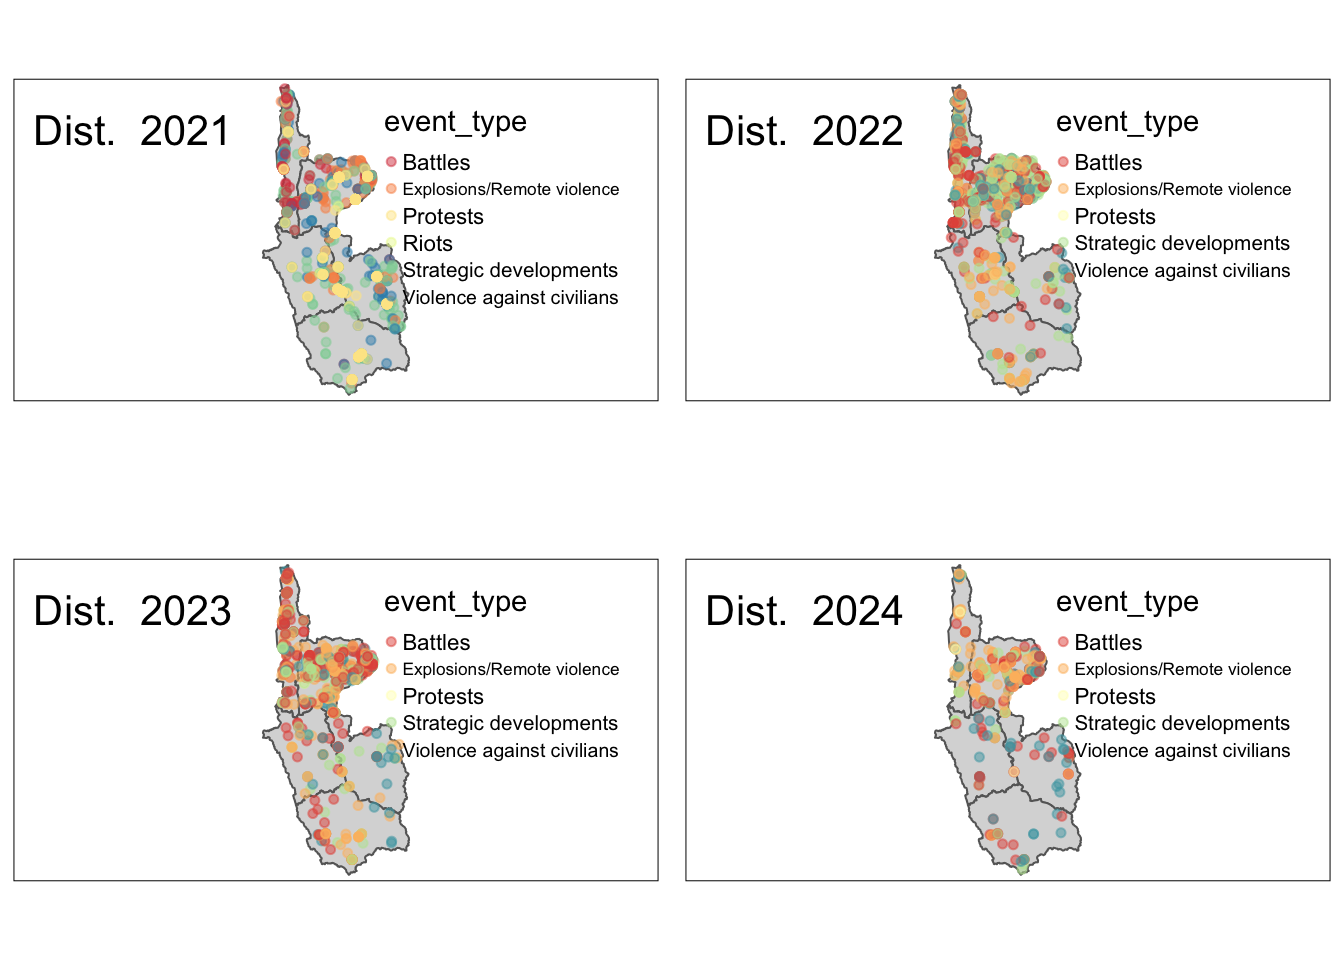 Dist. 2021
event_type
Battles
Explosions/Remote violence
Protests
Riots
Strategic developments
Violence against civilians
Dist. 2022
event_type
Battles
Explosions/Remote violence
Protests
Strategic developments
Violence against civilians
Dist. 2023
event_type
Battles
Explosions/Remote violence
Protests
Strategic developments
Violence against civilians
Dist. 2024
event_type
Battles
Explosions/Remote violence
Protests
Strategic developments
Violence against civilians